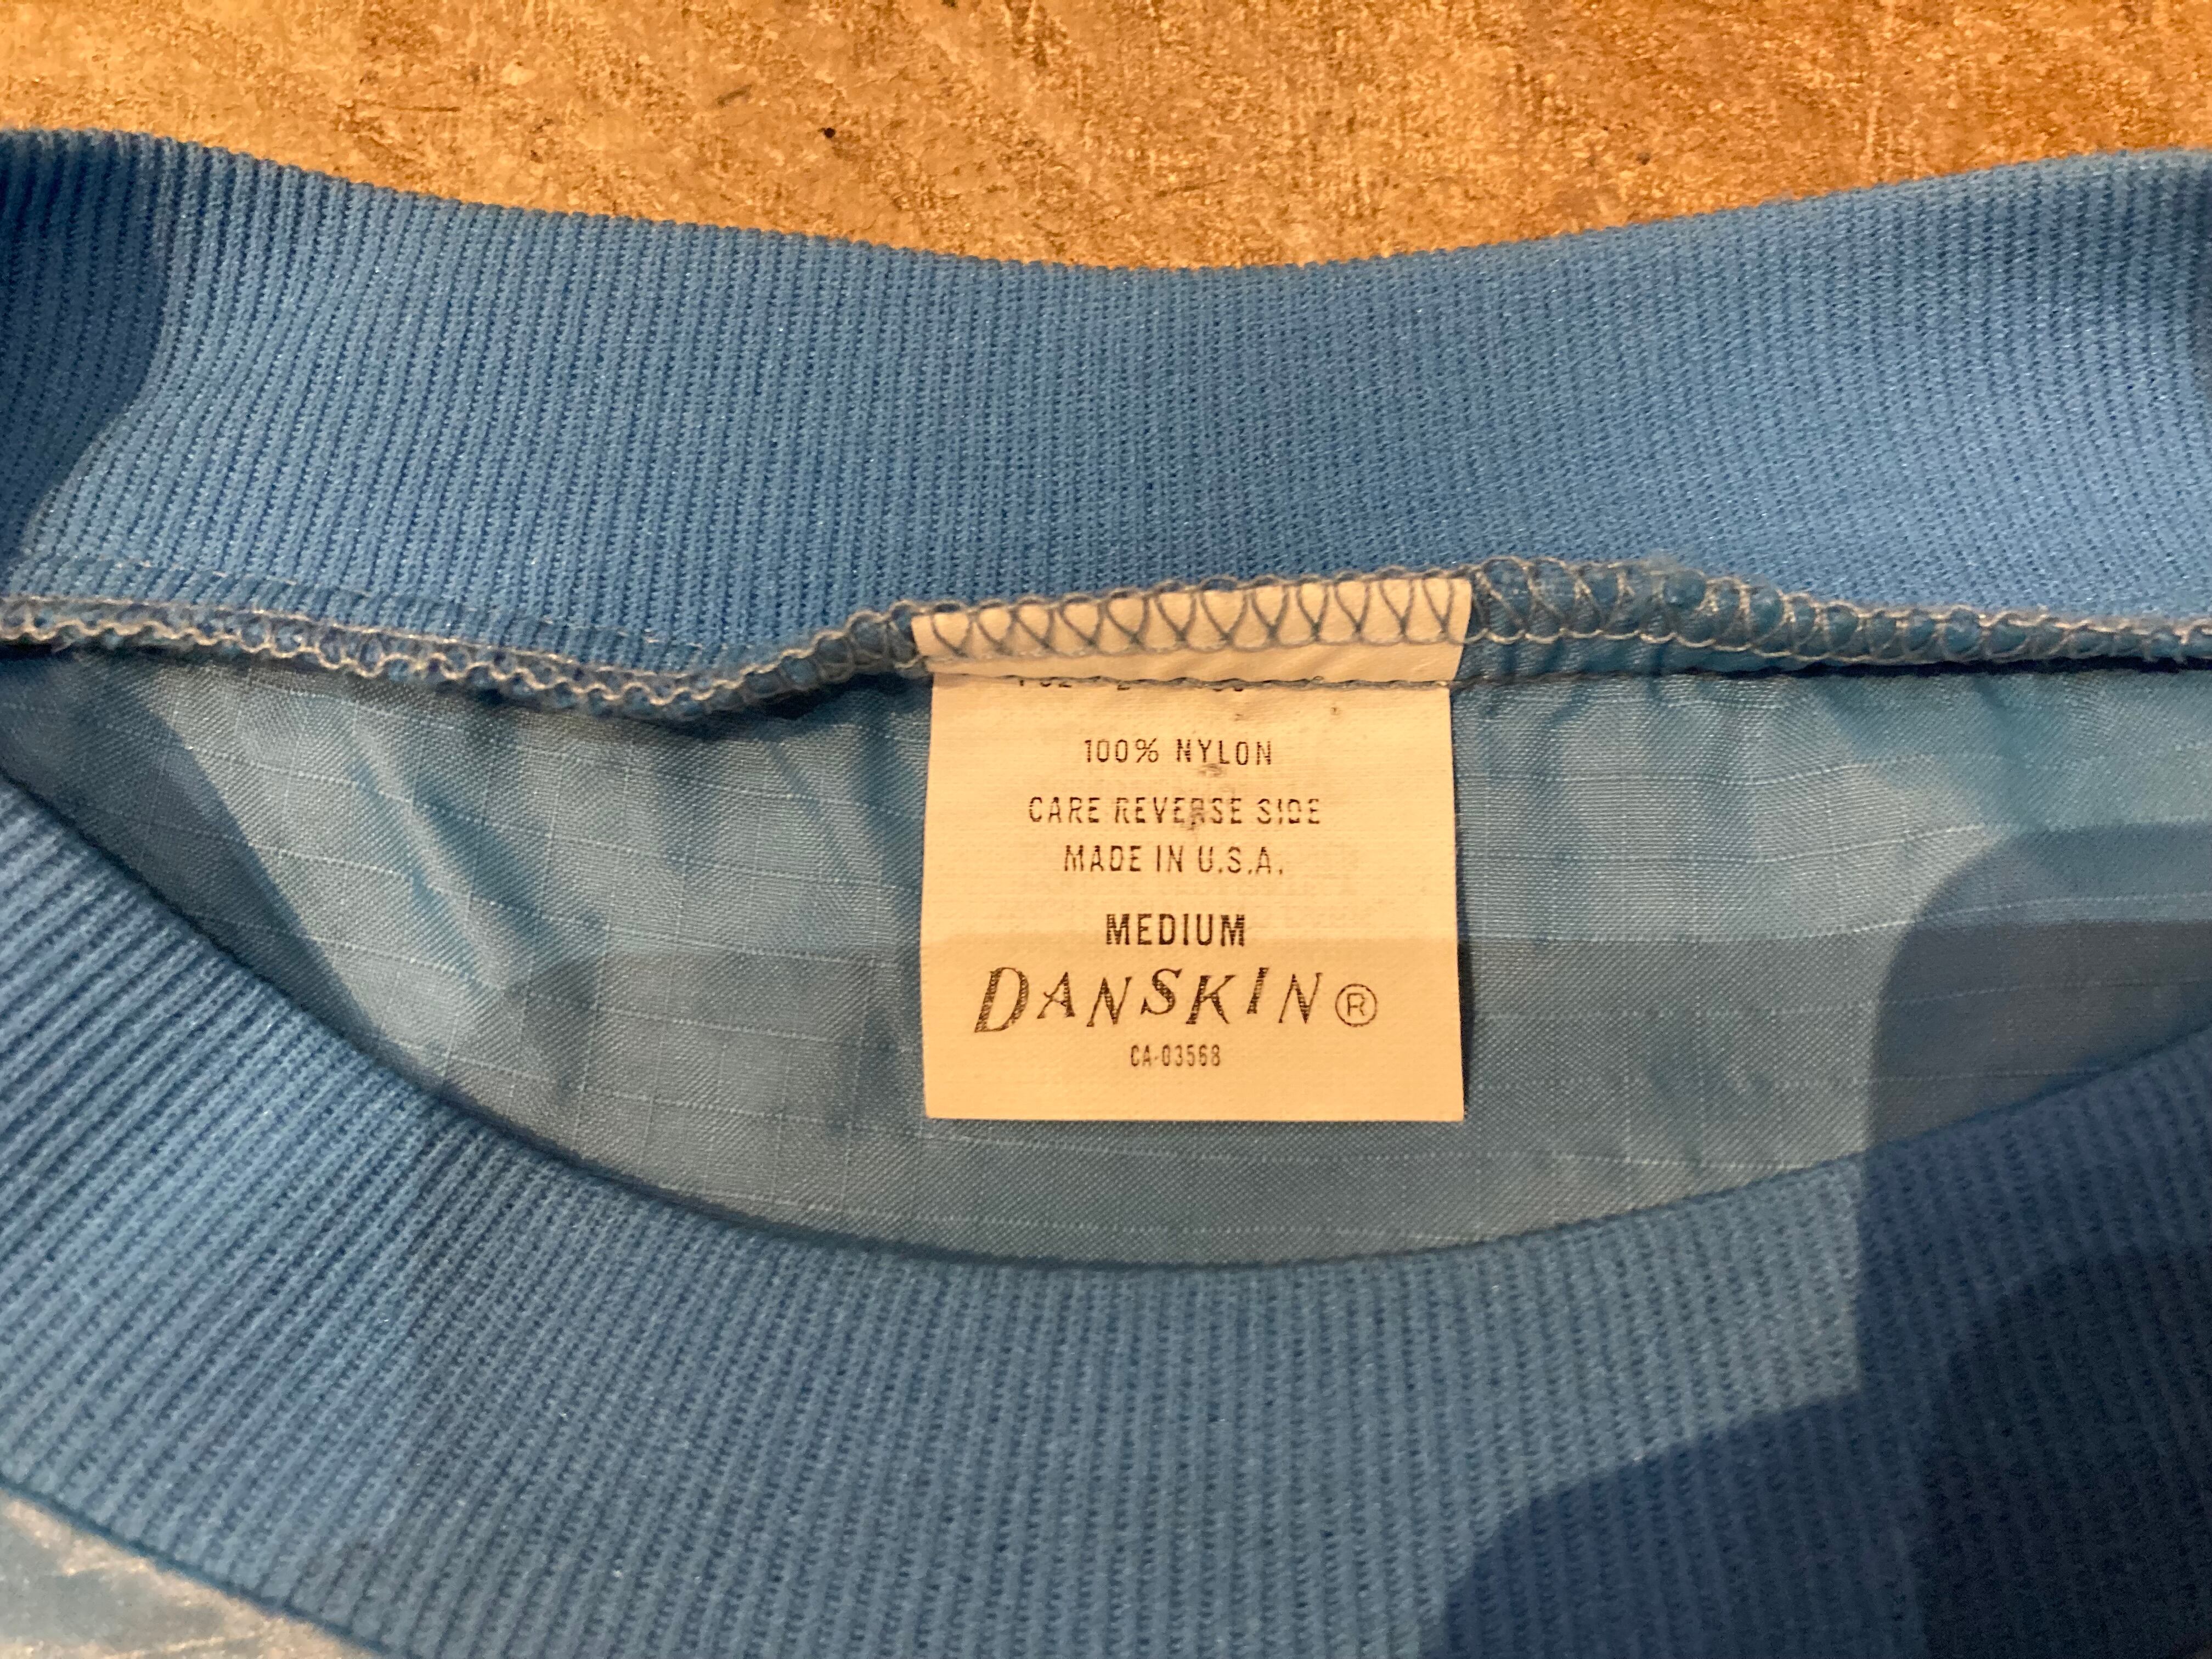 100% NYLON
CARE REVERSE SIDE
MADE IN U.S.A.
MEDIUM
DANSKIN®
CA-03568